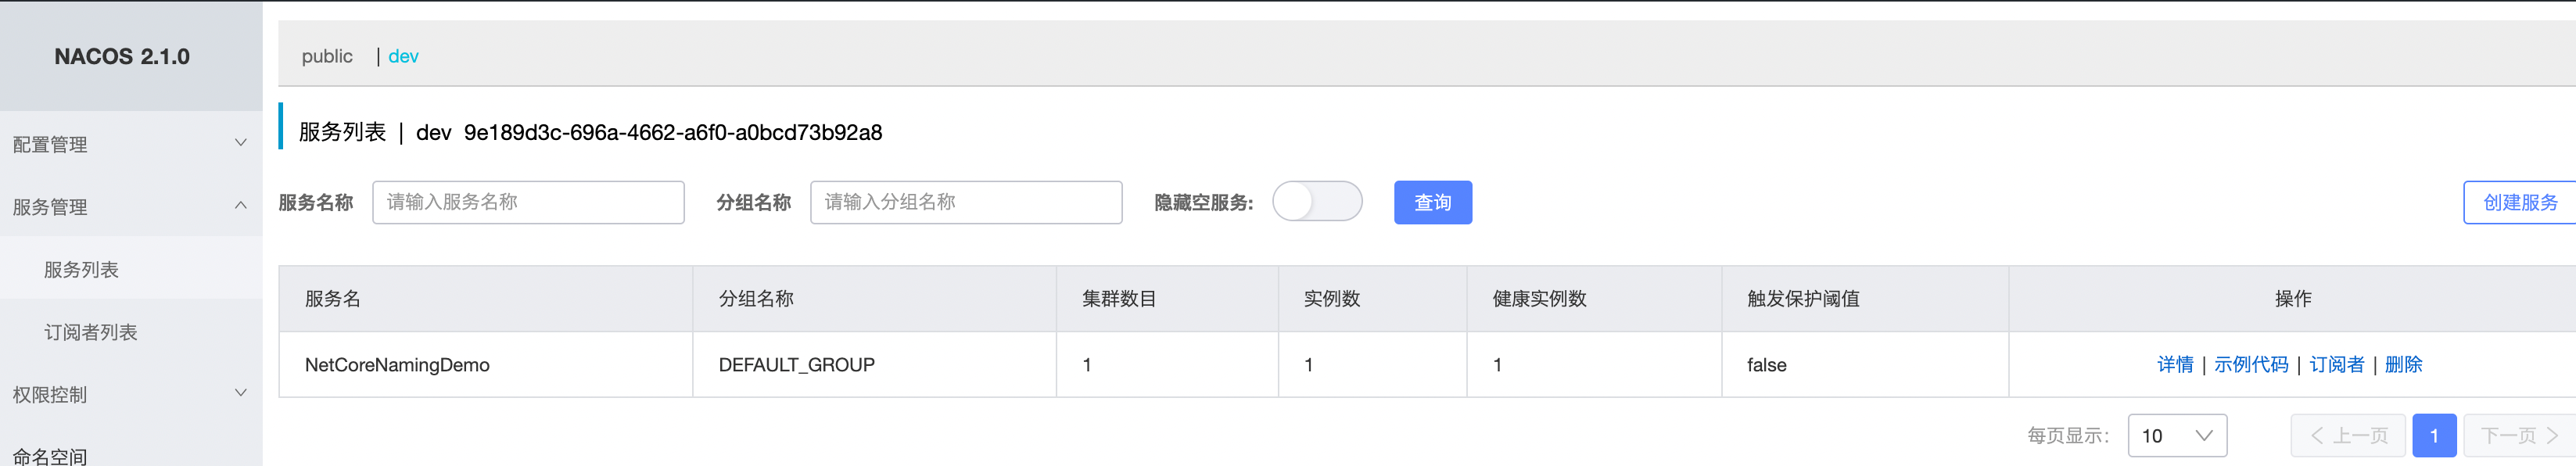 NACOS 2.1.0
public | dev
配置管理
服务列表 | dev 9e189d3c-696a-4662-a6f0-a0bcd73b92a8
服务管理
服务名称 请输入服务名称 分组名称 请输入分组名称 隐藏空服务: 查询 创建服务
服务列表
服务名 分组名称 集群数目 实例数 健康实例数 触发保护阈值 操作
订阅者列表
NetCoreNamingDemo DEFAULT_GROUP 1 1 1 false 详情 | 示例代码 | 订阅者 | 删除
权限控制
每页显示: 10 上一页 1 下一页
命名空间